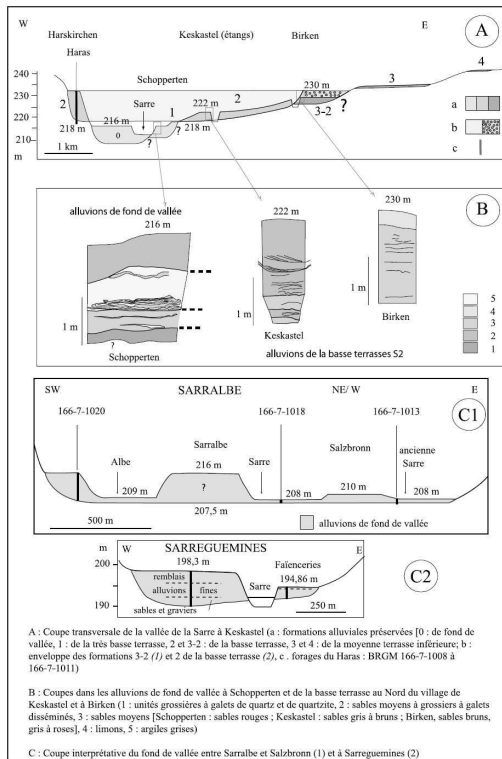 W
E
A
Harskirchen
Keskastel (étangs)
Birken
Haras
Schopperten
4
3
240
230
220
210
m
2
216 m
Sarre
1
222 m
2
230 m
3-2
?
218 m
0
?
?
218 m
1 km
a
b
c
B
alluvions de fond de vallée
216 m
222 m
230 m
1 m
1 m
1 m
?
Schopperten
Keskastel
Birken
alluvions de la basse terrasses S2
5
4
3
2
1
C1
SW
SARRALBE
NE/ W
E
166-7-1020
166-7-1018
166-7-1013
Albe
Sarralbe
216 m
Sarre
Salzbronn
ancienne
Sarre
209 m
?
208 m
210 m
208 m
207,5 m
500 m
alluvions de fond de vallée
C2
m
W
SARREGUEMINES
E
200
190
198,3 m
Faïenceries
194,86 m
remblais
alluvions fines
Sarre
sables et graviers
250 m
A : Coupe transversale de la vallée de la Sarre à Keskastel (a : formations alluviales préservées [0 : de fond de
vallée, 1 : de la très basse terrasse, 2 et 3-2 : de la basse terrasse, 3 et 4 : de la moyenne terrasse inférieure; b :
enveloppe des formations 3-2 (1) et 2 de la basse terrasse (2), c . forages du Haras : BRGM 166-7-1008 à
166-7-1011)
B : Coupes dans les alluvions de fond de vallée à Schopperten et de la basse terrasse au Nord du village de
Keskastel et à Birken (1 : unités grossières à galets de quartz et de quartzite, 2 : sables moyens à grossiers à galets
disséminés, 3 : sables moyens [Schopperten : sables rouges ; Keskastel : sables gris à bruns ; Birken, sables bruns,
gris à roses], 4 : limons, 5 : argiles grises)
C : Coupe interprétative du fond de vallée entre Sarralbe et Salzbronn (1) et à Sarreguemines (2)